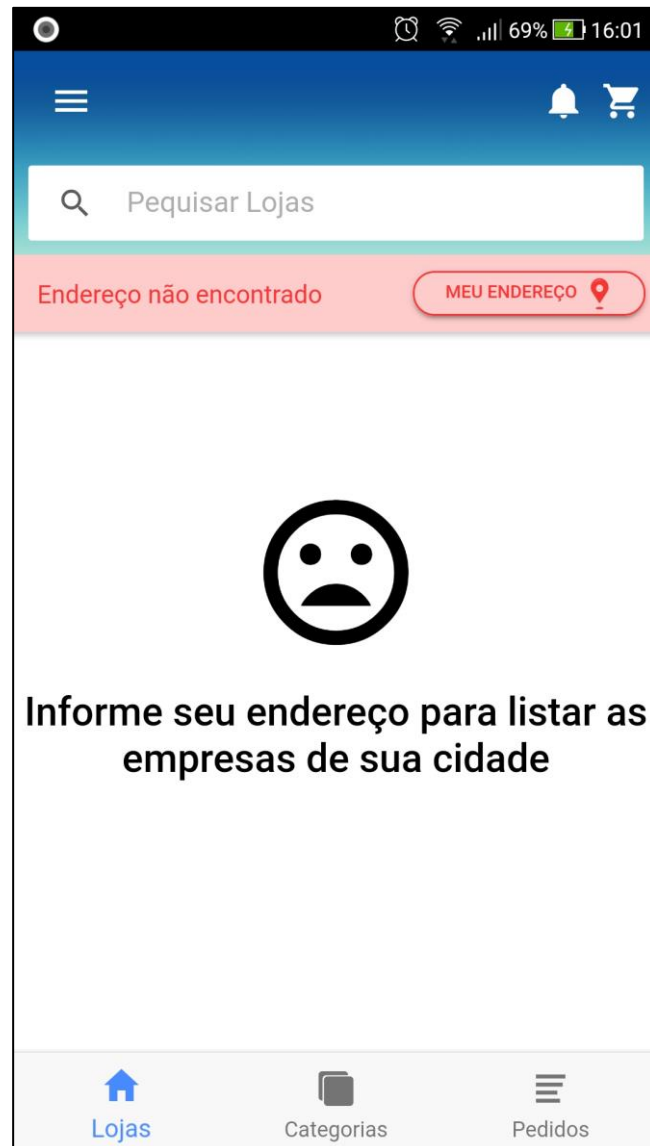 69% 16:01
Pequisar Lojas
Endereço não encontrado MEU ENDEREÇO
Informe seu endereço para listar as
empresas de sua cidade
Lojas Categorias Pedidos